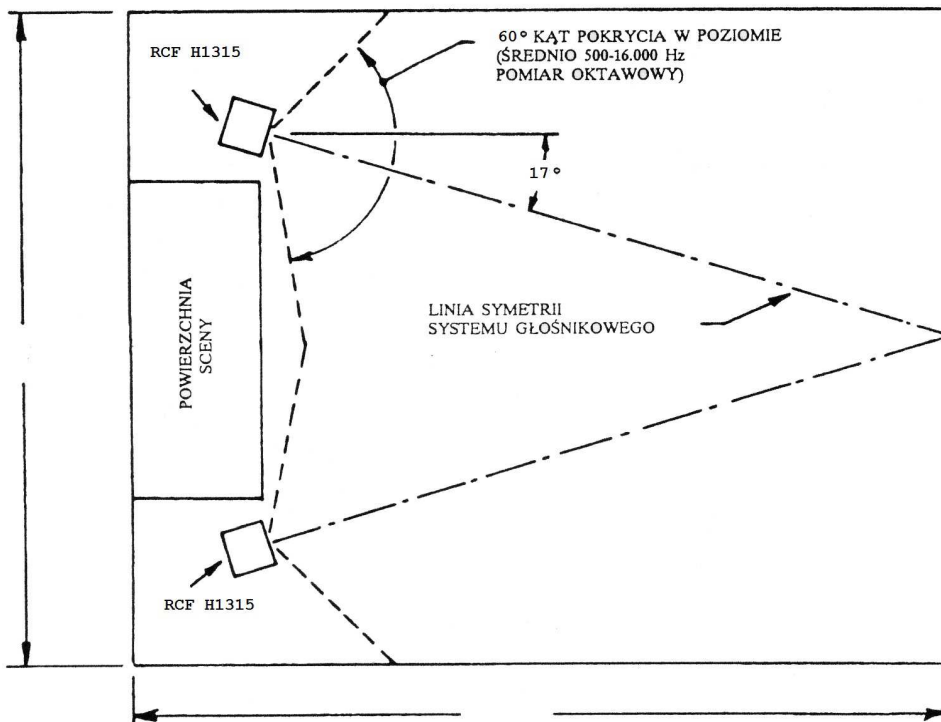 RCF H1315
60° KĄT POKRYCIA W POZIOMIE
(ŚREDNIO 500-16.000 Hz
POMIAR OKTAWOWY)
17°
LINIA SYMETRII
SYSTEMU GŁOŚNIKOWEGO
POWIERZCHNIA
SCENY
RCF H1315